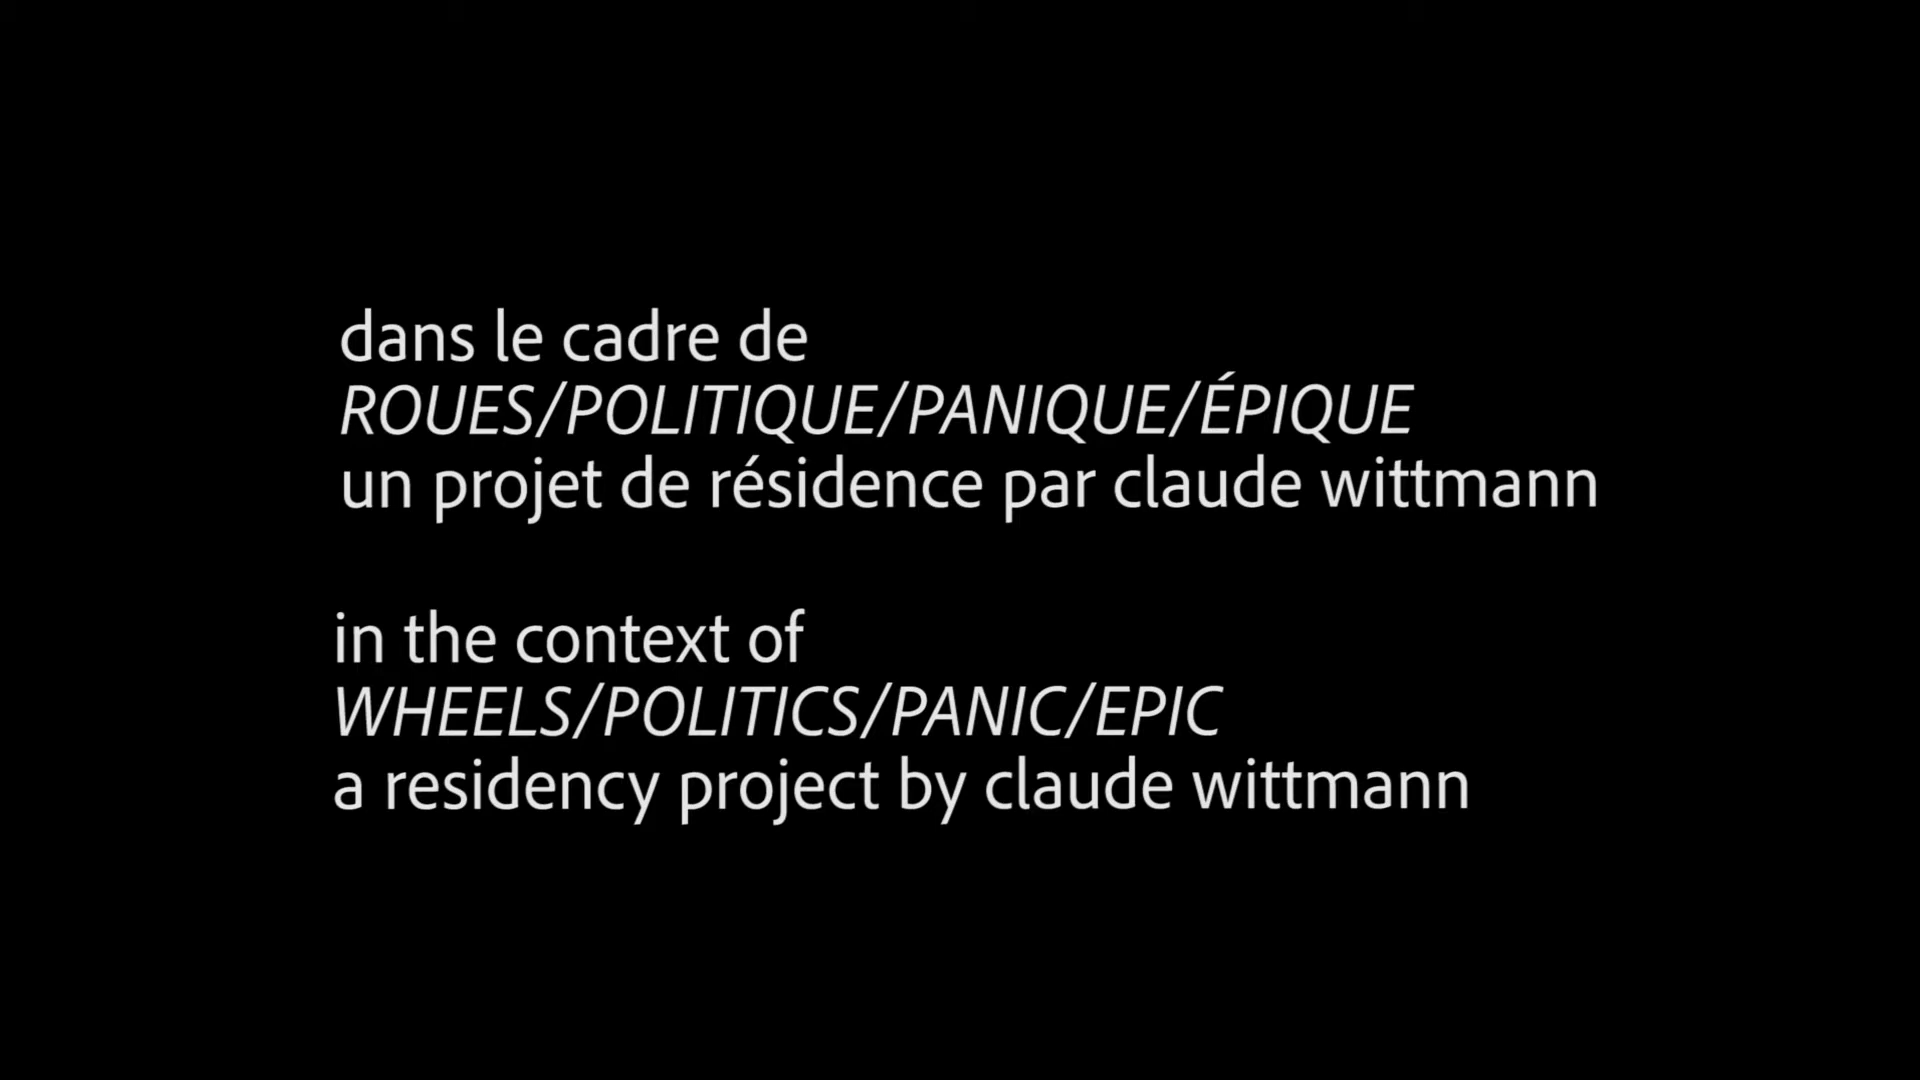 dans le cadre de
ROUES/POLITIQUE/PANIQUE/ÉPIQUE
un projet de résidence par claude wittmann
in the context of
WHEELS/POLITICS/PANIC/EPIC
a residency project by claude wittmann